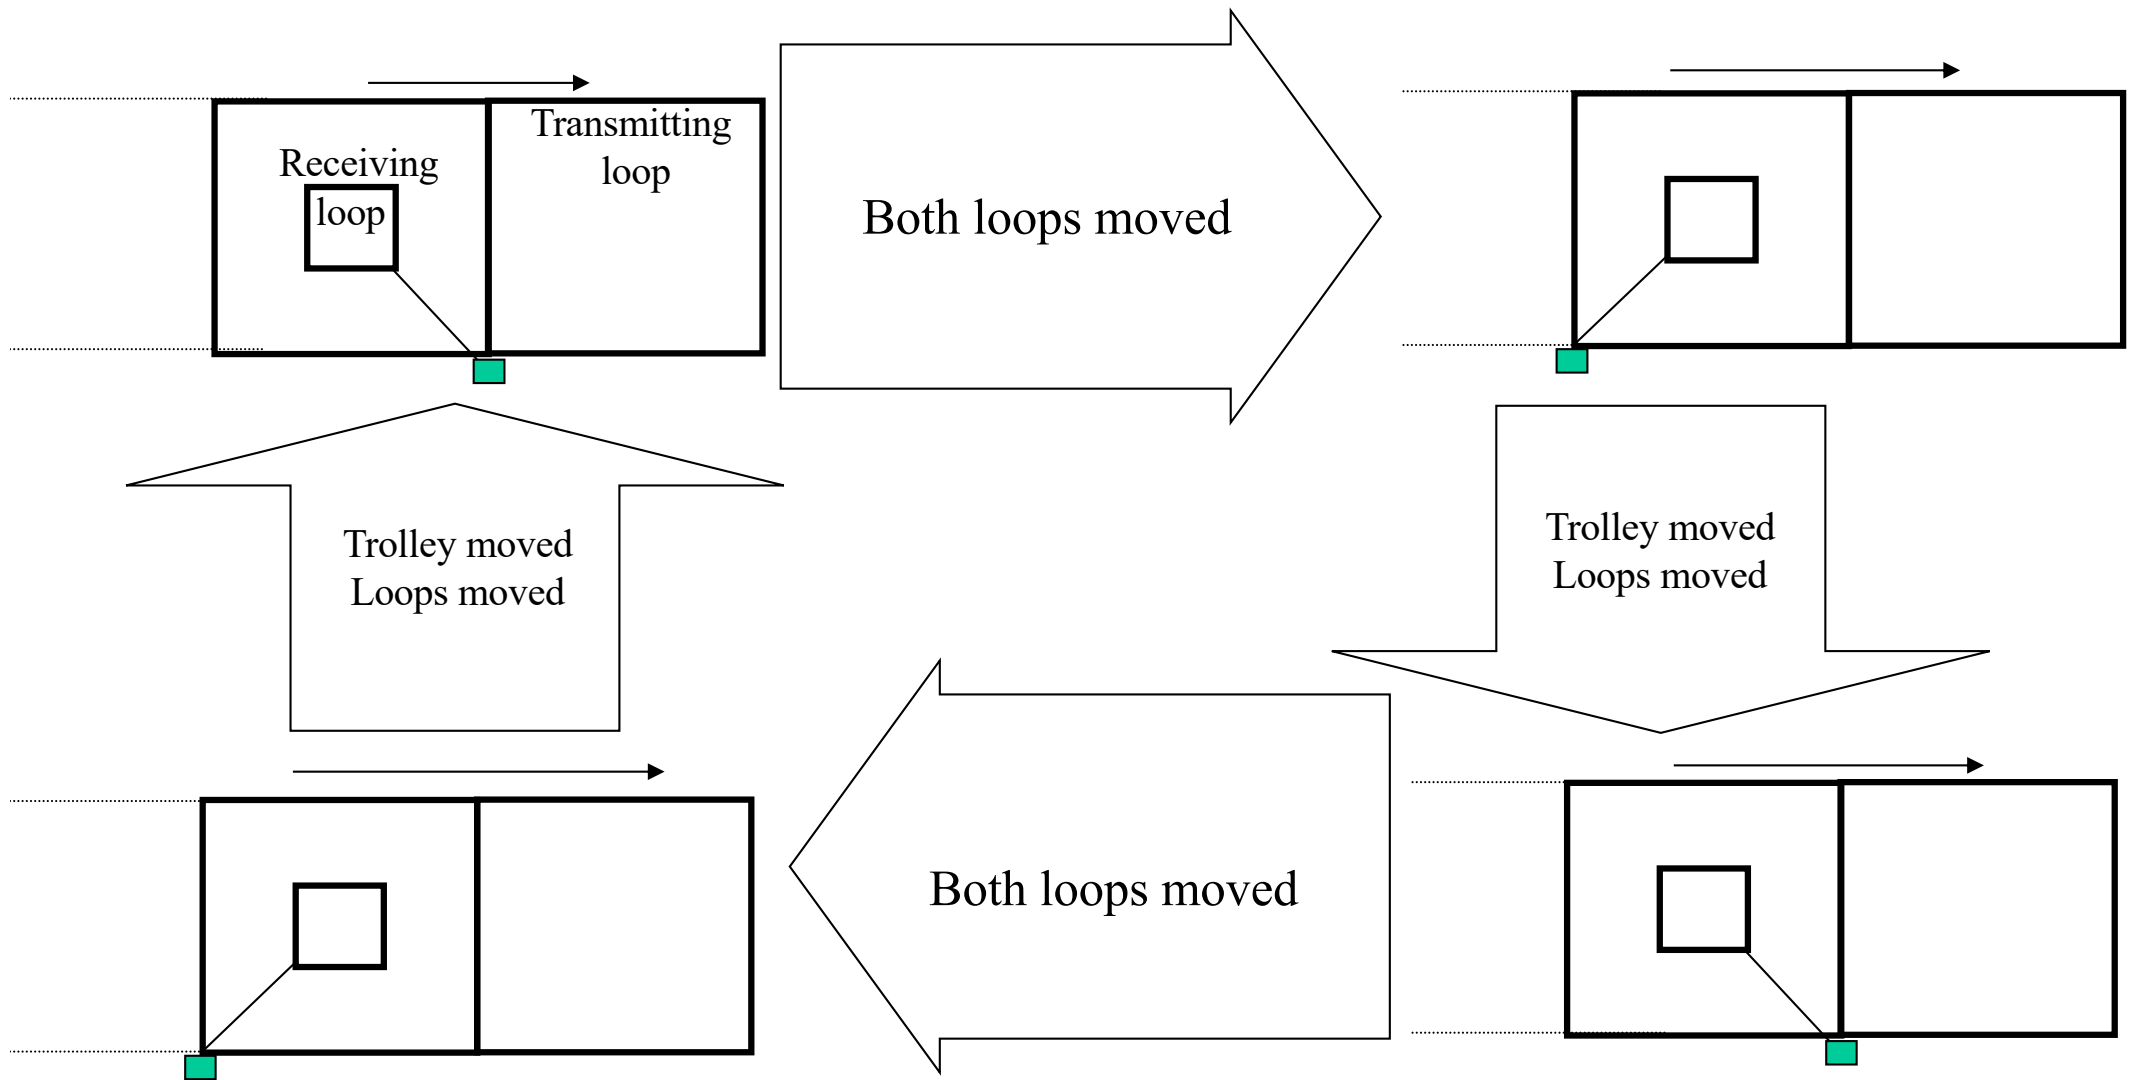 Receiving
loop
Transmitting
loop
Both loops moved
Trolley moved
Loops moved
Trolley moved
Loops moved
Both loops moved